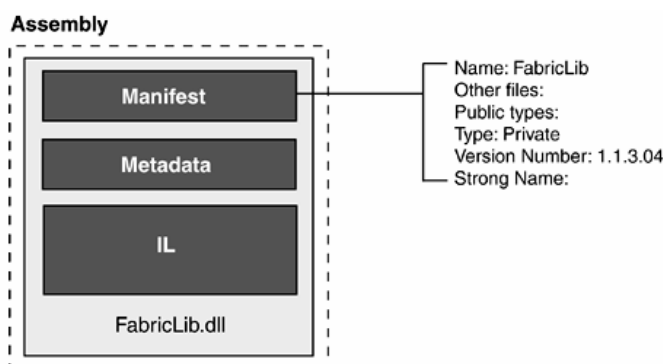 Assembly
Manifest
Name: FabricLib
Other files:
Public types:
Type: Private
Version Number: 1.1.3.04
Strong Name:
Metadata
IL
FabricLib.dll